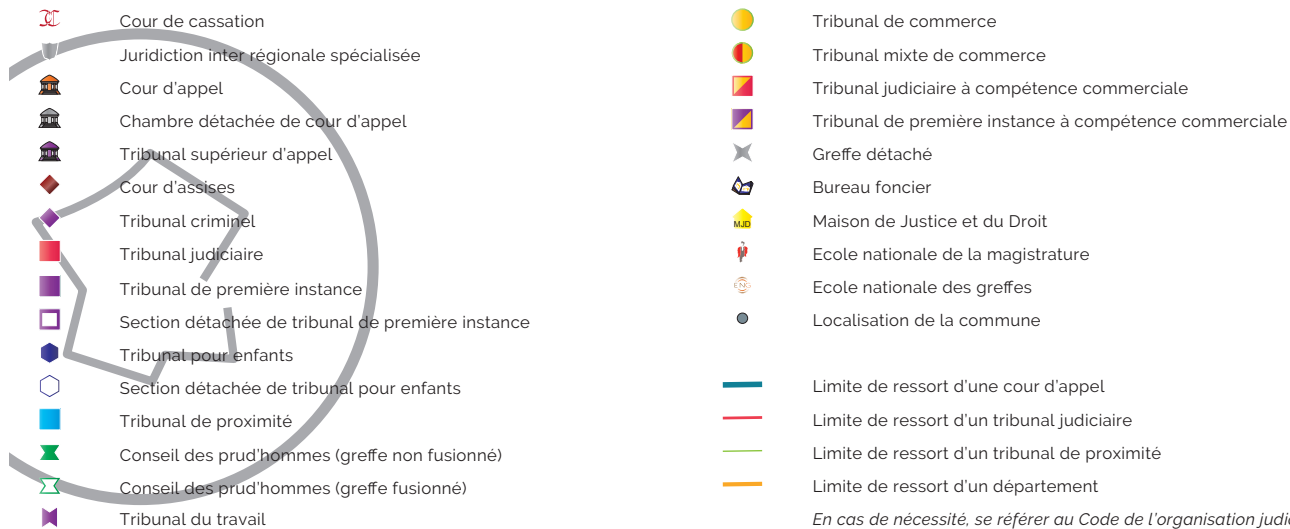 Cour de cassation
Juridiction inter régionale spécialisée
Cour d'appel
Chambre détachée de cour d'appel
Tribunal supérieur d'appel
Cour d'assises
Tribunal criminel
Tribunal judiciaire
Tribunal de première instance
Section détachée de tribunal de première instance
Tribunal pour enfants
Section détachée de tribunal pour enfants
Tribunal de proximité
Conseil des prud'hommes (greffe non fusionné)
Conseil des prud'hommes (greffe fusionné)
Tribunal du travail
Tribunal de commerce
Tribunal mixte de commerce
Tribunal judiciaire à compétence commerciale
Tribunal de première instance à compétence commerciale
Greffe détaché
Bureau foncier
MJD Maison de Justice et du Droit
Ecole nationale de la magistrature
ENG Ecole nationale des greffes
Localisation de la commune
Limite de ressort d'une cour d'appel
Limite de ressort d'un tribunal judiciaire
Limite de ressort d'un tribunal de proximité
Limite de ressort d'un département
En cas de nécessité, se référer au Code de l'organisation